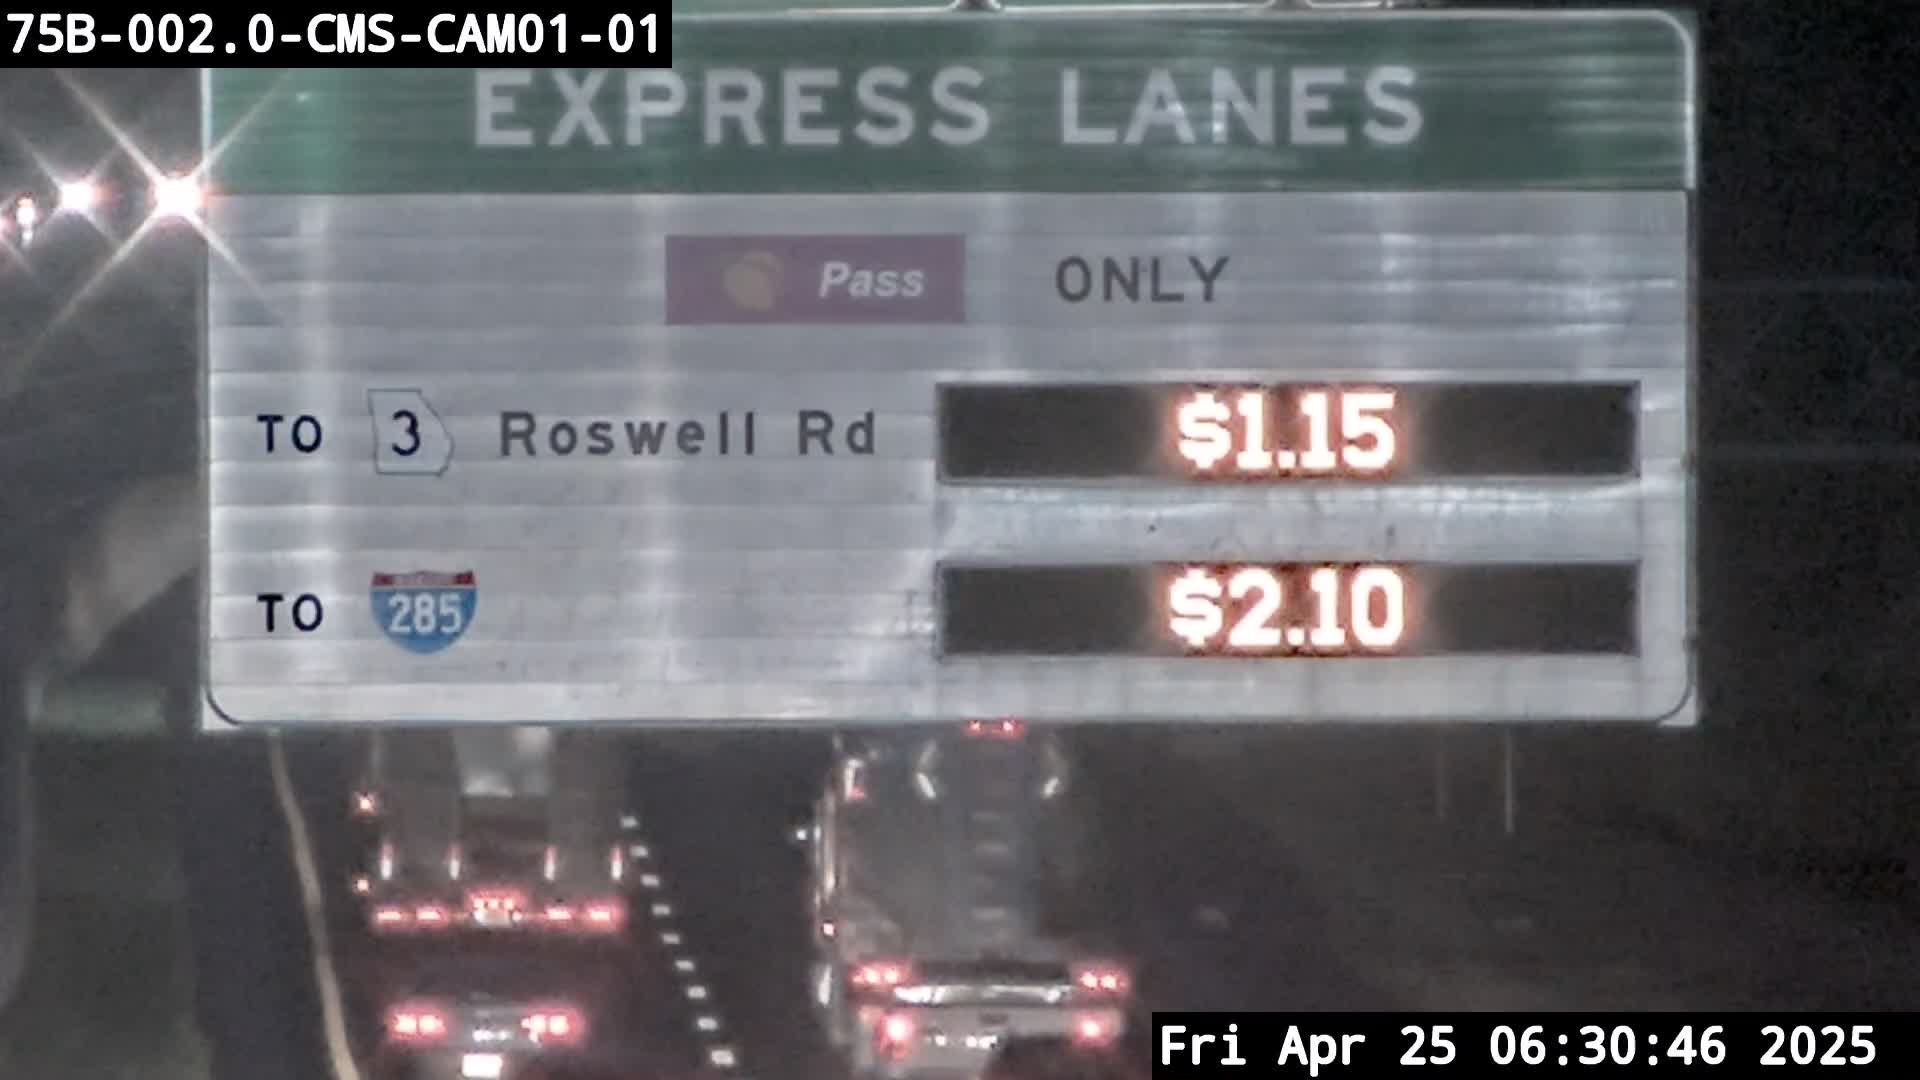 75B-002.0-CMS-CAM01-01
EXPRESS LANES
Pass ONLY
TO 3 Roswell Rd $1.15
TO 285 $2.10
Fri Apr 25 06:30:46 2025